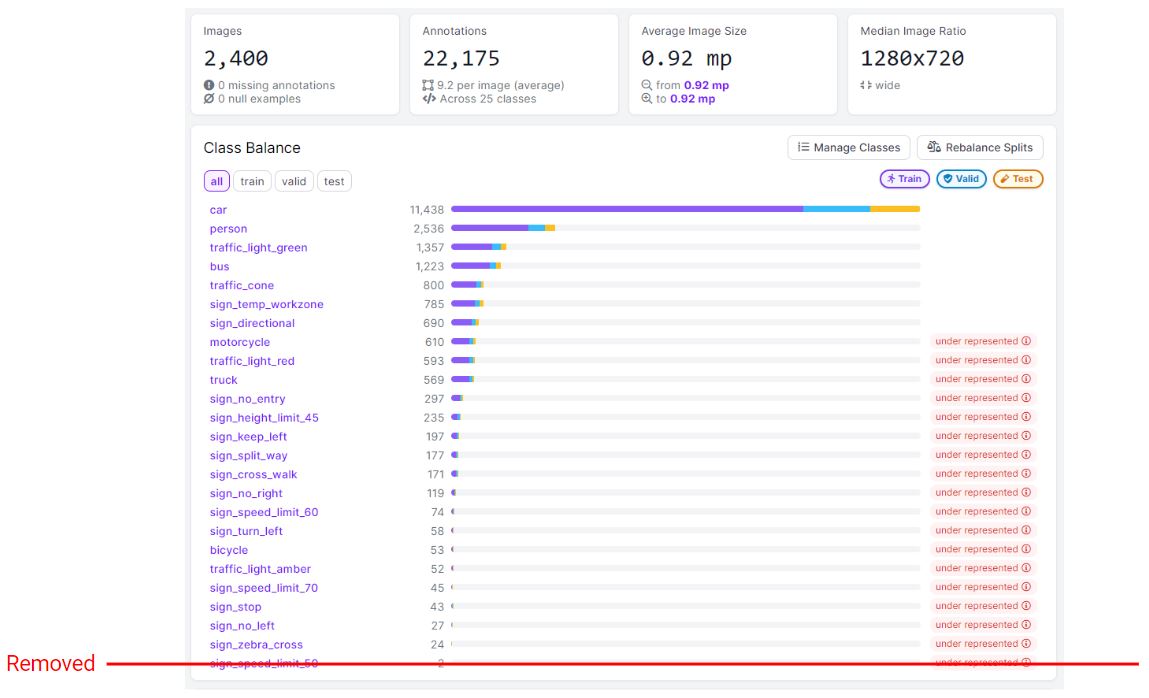 Images
2,400
0 missing annotations
0 null examples
Annotations
22,175
9.2 per image (average)
Across 25 classes
Average Image Size
0.92 mp
from 0.92 mp
to 0.92 mp
Median Image Ratio
1280x720
wide
Class Balance
Manage Classes
Rebalance Splits
all train valid test
Train Valid Test
car 11,438
person 2,536
traffic_light_green 1,357
bus 1,223
traffic_cone 800
sign_temp_workzone 785
sign_directional 690
motorcycle 610 under represented
traffic_light_red 593 under represented
truck 569 under represented
sign_no_entry 297 under represented
sign_height_limit_45 235 under represented
sign_keep_left 197 under represented
sign_split_way 177 under represented
sign_cross_walk 171 under represented
sign_no_right 119 under represented
sign_speed_limit_60 74 under represented
sign_turn_left 58 under represented
bicycle 53 under represented
traffic_light_amber 52 under represented
sign_speed_limit_70 45 under represented
sign_stop 43 under represented
sign_no_left 27 under represented
sign_zebra_cross 24 under represented
Removed sign_speed_limit_50 2 under represented